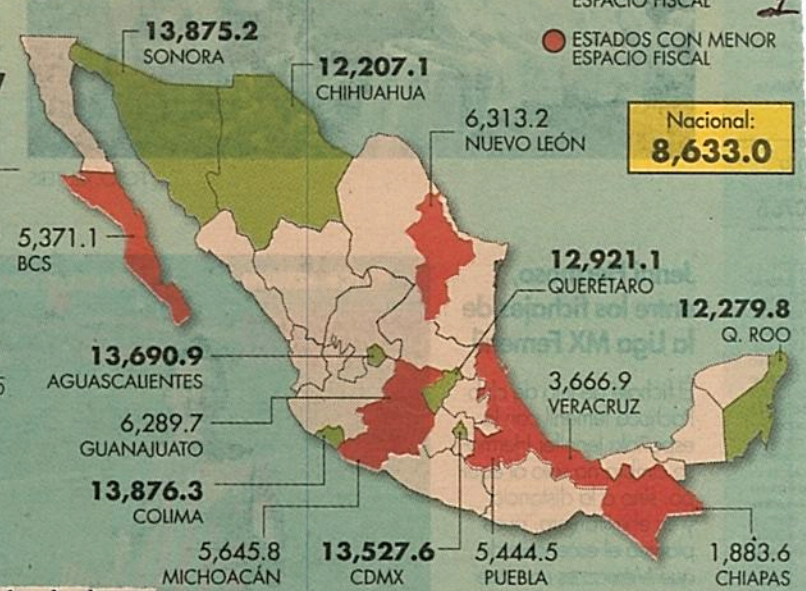 ESPACIO FISCAL
ESTADOS CON MENOR
ESPACIO FISCAL
Nacional:
8,633.0
13,875.2
SONORA
12,207.1
CHIHUAHUA
6,313.2
NUEVO LEÓN
5,371.1
BCS
12,921.1
QUERÉTARO
12,279.8
Q. ROO
13,690.9
AGUASCALIENTES
3,666.9
VERACRUZ
6,289.7
GUANAJUATO
13,876.3
COLIMA
5,645.8
MICHOACÁN
13,527.6
CDMX
5,444.5
PUEBLA
1,883.6
CHIAPAS